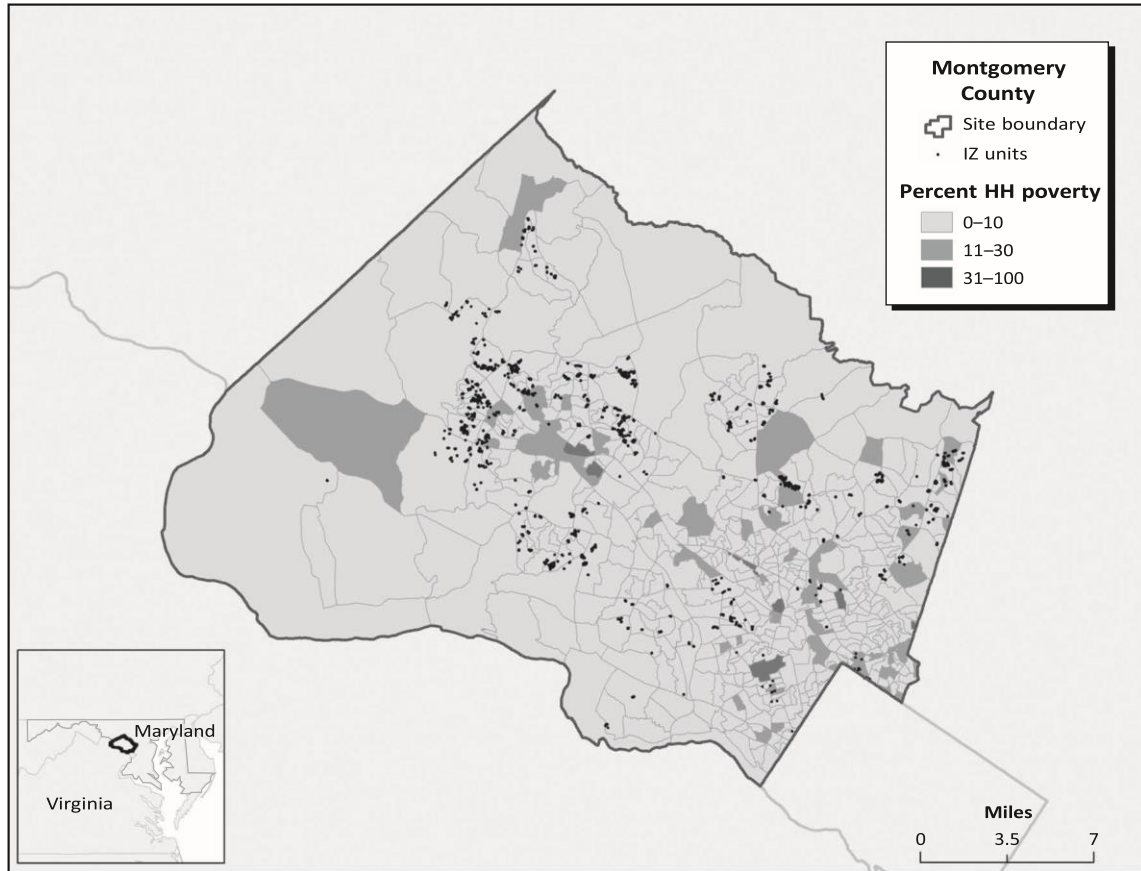 Montgomery
County
Site boundary
IZ units
Percent HH poverty
0–10
11–30
31–100
Maryland
Virginia
Miles
0 3.5 7